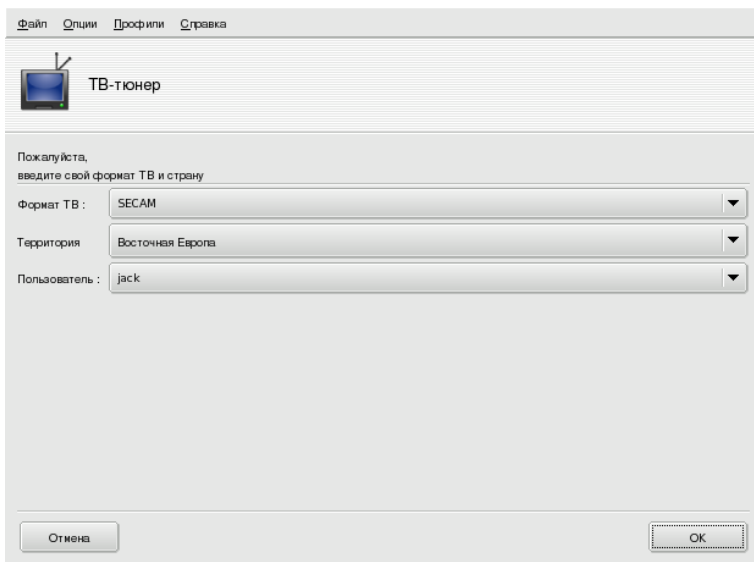 Файл Опции Профили Справка
ТВ-тюнер
Пожалуйста,
введите свой формат ТВ и страну
Формат ТВ : SECAM
Территория Восточная Европа
Пользователь : jack
Отмена OK